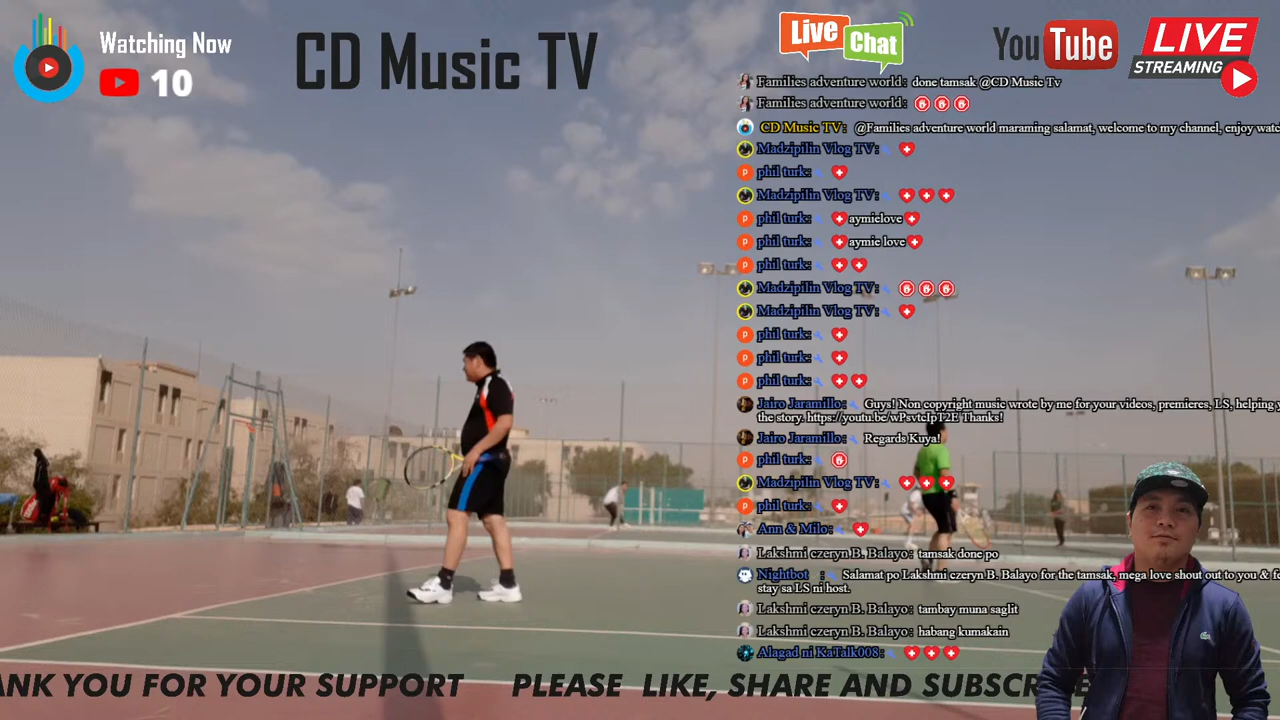 Watching Now
10
CD Music TV
Live Chat
YouTube
LIVE
STREAMING
Families adventure world: done tamsak @CD Music Tv
Families adventure world:
CD Music TV: @Families adventure world maraming salamat, welcome to my channel, enjoy
Madzipilin Vlog TV:
phil turk:
Madzipilin Vlog TV:
phil turk: aymielove
phil turk: aymie love
phil turk:
Madzipilin Vlog TV:
Madzipilin Vlog TV:
phil turk:
phil turk:
phil turk:
Jairo Jaramillo: Guys! Non copyright music wrote by me for your videos, premieres, LS, helping
the story. https://youtu.be/wPsvtcIpT2E Thanks!
Jairo Jaramillo: Regards Kuya!
phil turk:
Madzipilin Vlog TV:
phil turk:
Ann & Milo:
Lakshmi czeryn B. Balayo: tamsak done po
Nightbot : Salamat po Lakshmi czeryn B. Balayo for the tamsak, mega love shout out to you &
stay sa LS ni host.
Lakshmi czeryn B. Balayo: tambay muna saglit
Lakshmi czeryn B. Balayo: habang kumakain
Alagad ni KaTalk008:
ANK YOU FOR YOUR SUPPORT PLEASE LIKE, SHARE AND SUBSCR